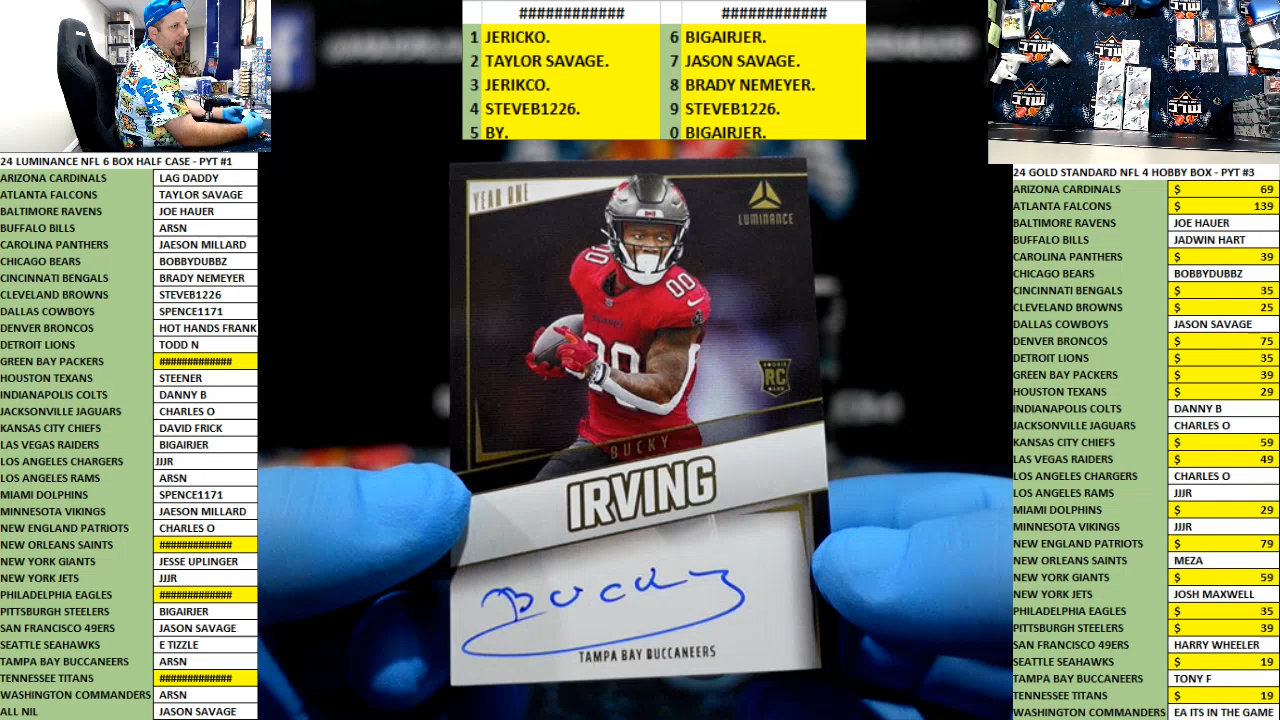 ############ ############
1 JERICKO. 6 BIGAIRJER.
2 TAYLOR SAVAGE. 7 JASON SAVAGE.
3 JERIKCO. 8 BRADY NEMEYER.
4 STEVEB1226. 9 STEVEB1226.
5 BY. 0 BIGAIRJER.
24 LUMINANCE NFL 6 BOX HALF CASE - PYT #1
ARIZONA CARDINALS LAG DADDY
ATLANTA FALCONS TAYLOR SAVAGE
BALTIMORE RAVENS JOE HAUER
BUFFALO BILLS ARSN
CAROLINA PANTHERS JAESON MILLARD
CHICAGO BEARS BOBBYDUBBZ
CINCINNATI BENGALS BRADY NEMEYER
CLEVELAND BROWNS STEVEB1226
DALLAS COWBOYS SPENCE1171
DENVER BRONCOS HOT HANDS FRANK
DETROIT LIONS TODD N
GREEN BAY PACKERS #############
HOUSTON TEXANS STEENER
INDIANAPOLIS COLTS DANNY B
JACKSONVILLE JAGUARS CHARLES O
KANSAS CITY CHIEFS DAVID FRICK
LAS VEGAS RAIDERS BIGAIRJER
LOS ANGELES CHARGERS JJJR
LOS ANGELES RAMS ARSN
MIAMI DOLPHINS SPENCE1171
MINNESOTA VIKINGS JAESON MILLARD
NEW ENGLAND PATRIOTS CHARLES O
NEW ORLEANS SAINTS #############
NEW YORK GIANTS JESSE UPLINGER
NEW YORK JETS JJJR
PHILADELPHIA EAGLES #############
PITTSBURGH STEELERS BIGAIRJER
SAN FRANCISCO 49ERS JASON SAVAGE
SEATTLE SEAHAWKS E TIZZLE
TAMPA BAY BUCCANEERS ARSN
TENNESSEE TITANS #############
WASHINGTON COMMANDERS ARSN
ALL NIL JASON SAVAGE
YEAR ONE
LUMINANCE
00
00
ROOKIE
RC
BUCKY
IRVING
Bucky
TAMPA BAY BUCCANEERS
24 GOLD STANDARD NFL 4 HOBBY BOX - PYT #3
ARIZONA CARDINALS $ 69
ATLANTA FALCONS $ 139
BALTIMORE RAVENS JOE HAUER
BUFFALO BILLS JADWIN HART
CAROLINA PANTHERS $ 39
CHICAGO BEARS BOBBYDUBBZ
CINCINNATI BENGALS $ 35
CLEVELAND BROWNS $ 25
DALLAS COWBOYS JASON SAVAGE
DENVER BRONCOS $ 75
DETROIT LIONS $ 35
GREEN BAY PACKERS $ 39
HOUSTON TEXANS $ 29
INDIANAPOLIS COLTS DANNY B
JACKSONVILLE JAGUARS CHARLES O
KANSAS CITY CHIEFS $ 59
LAS VEGAS RAIDERS $ 49
LOS ANGELES CHARGERS CHARLES O
LOS ANGELES RAMS JJJR
MIAMI DOLPHINS $ 29
MINNESOTA VIKINGS JJJR
NEW ENGLAND PATRIOTS $ 79
NEW ORLEANS SAINTS MEZA
NEW YORK GIANTS $ 59
NEW YORK JETS JOSH MAXWELL
PHILADELPHIA EAGLES $ 35
PITTSBURGH STEELERS $ 39
SAN FRANCISCO 49ERS HARRY WHEELER
SEATTLE SEAHAWKS $ 19
TAMPA BAY BUCCANEERS TONY F
TENNESSEE TITANS $ 19
WASHINGTON COMMANDERS EA ITS IN THE GAME